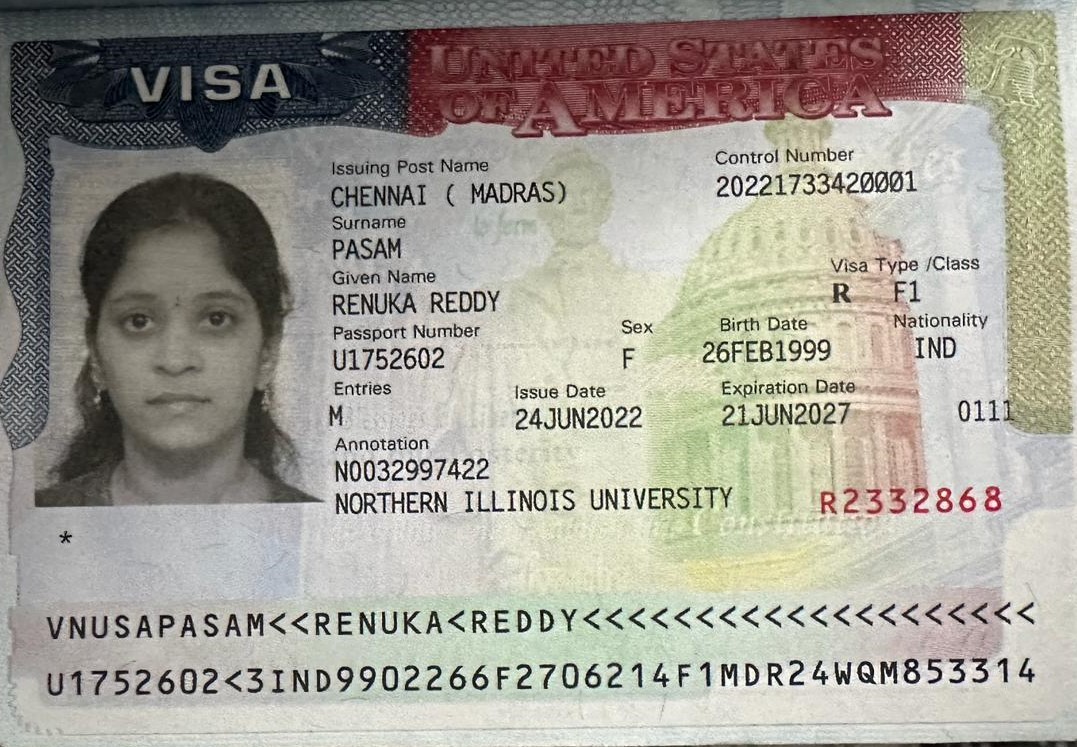 VISA
UNITED STATES OF AMERICA
Issuing Post Name
CHENNAI ( MADRAS)
Control Number
20221733420001
Surname
PASAM
Given Name
RENUKA REDDY
Visa Type /Class
R F1
Passport Number
U1752602
Sex
F
Birth Date
26FEB1999
Nationality
IND
Entries
M
Issue Date
24JUN2022
Expiration Date
21JUN2027
0111
Annotation
N0032997422
NORTHERN ILLINOIS UNIVERSITY
R2332868
*
VNUSAPASAM<<RENUKA<REDDY<<<<<<<<<<<<<<<<<<<<
U1752602<3IND9902266F2706214F1MDR24WQM853314